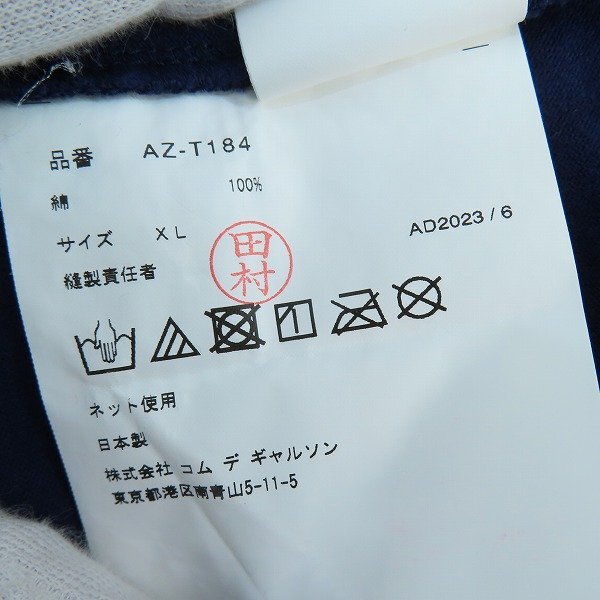 品番 AZ-T184
綿 100%
サイズ XL AD2023/6
縫製責任者 田村
ネット使用
日本製
株式会社 コム デ ギャルソン
東京都港区南青山5-11-5